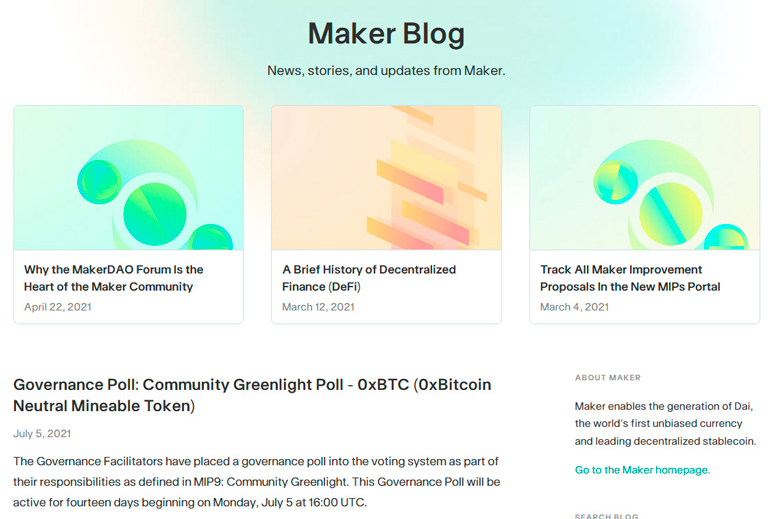 Maker Blog
News, stories, and updates from Maker.
Why the MakerDAO Forum Is the
Heart of the Maker Community
April 22, 2021
A Brief History of Decentralized
Finance (DeFi)
March 12, 2021
Track All Maker Improvement
Proposals In the New MIPs Portal
March 4, 2021
Governance Poll: Community Greenlight Poll - 0xBTC (0xBitcoin
Neutral Mineable Token)
July 5, 2021
The Governance Facilitators have placed a governance poll into the voting system as part of
their responsibilities as defined in MIP9: Community Greenlight. This Governance Poll will be
active for fourteen days beginning on Monday, July 5 at 16:00 UTC.
ABOUT MAKER
Maker enables the generation of Dai,
the world's first unbiased currency
and leading decentralized stablecoin.
Go to the Maker homepage.
SEARCH BLOG